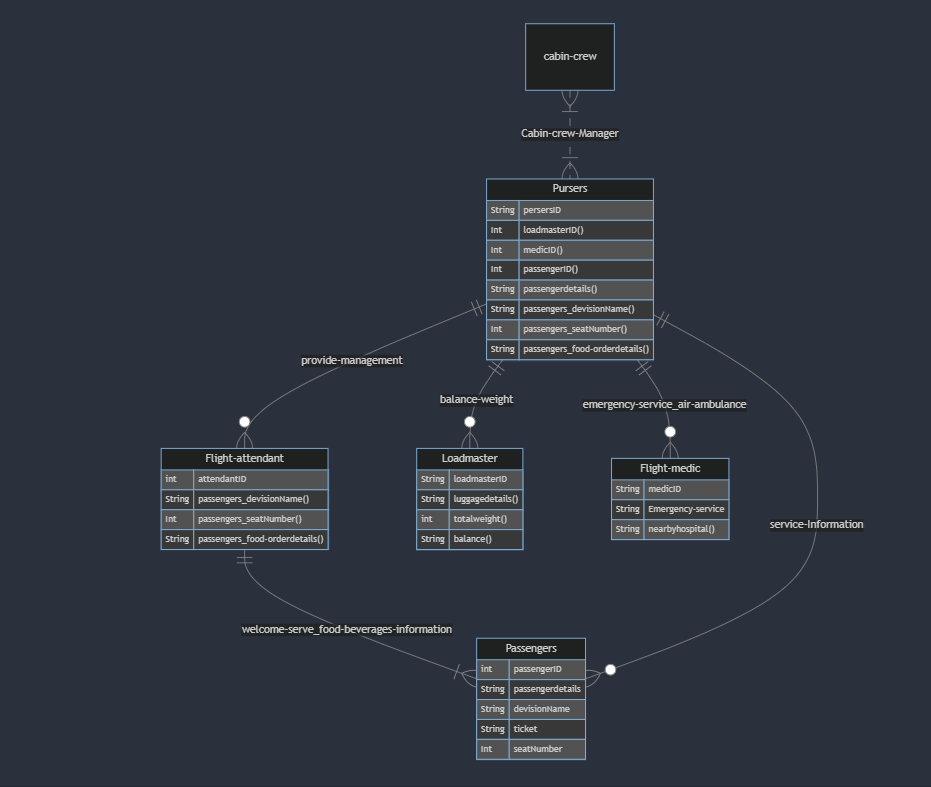 cabin-crew
Cabin-crew-Manager
Pursers
String persersID
Int loadmasterID()
Int medicID()
Int passengerID()
String passengerdetails()
String passengers_devisionName()
Int passengers_seatNumber()
String passengers_food-orderdetails()
provide-management
balance-weight
emergency-service_air-ambulance
Flight-attendant
int attendantID
String passengers_devisionName()
Int passengers_seatNumber()
String passengers_food-orderdetails()
Loadmaster
String loadmasterID
String luggagedetails()
int totalweight()
String balance()
Flight-medic
String medicID
String Emergency-service
String nearbyhospital()
service-Information
welcome-serve_food-beverages-information
Passengers
int passengerID
String passengerdetails
String devisionName
String ticket
Int seatNumber